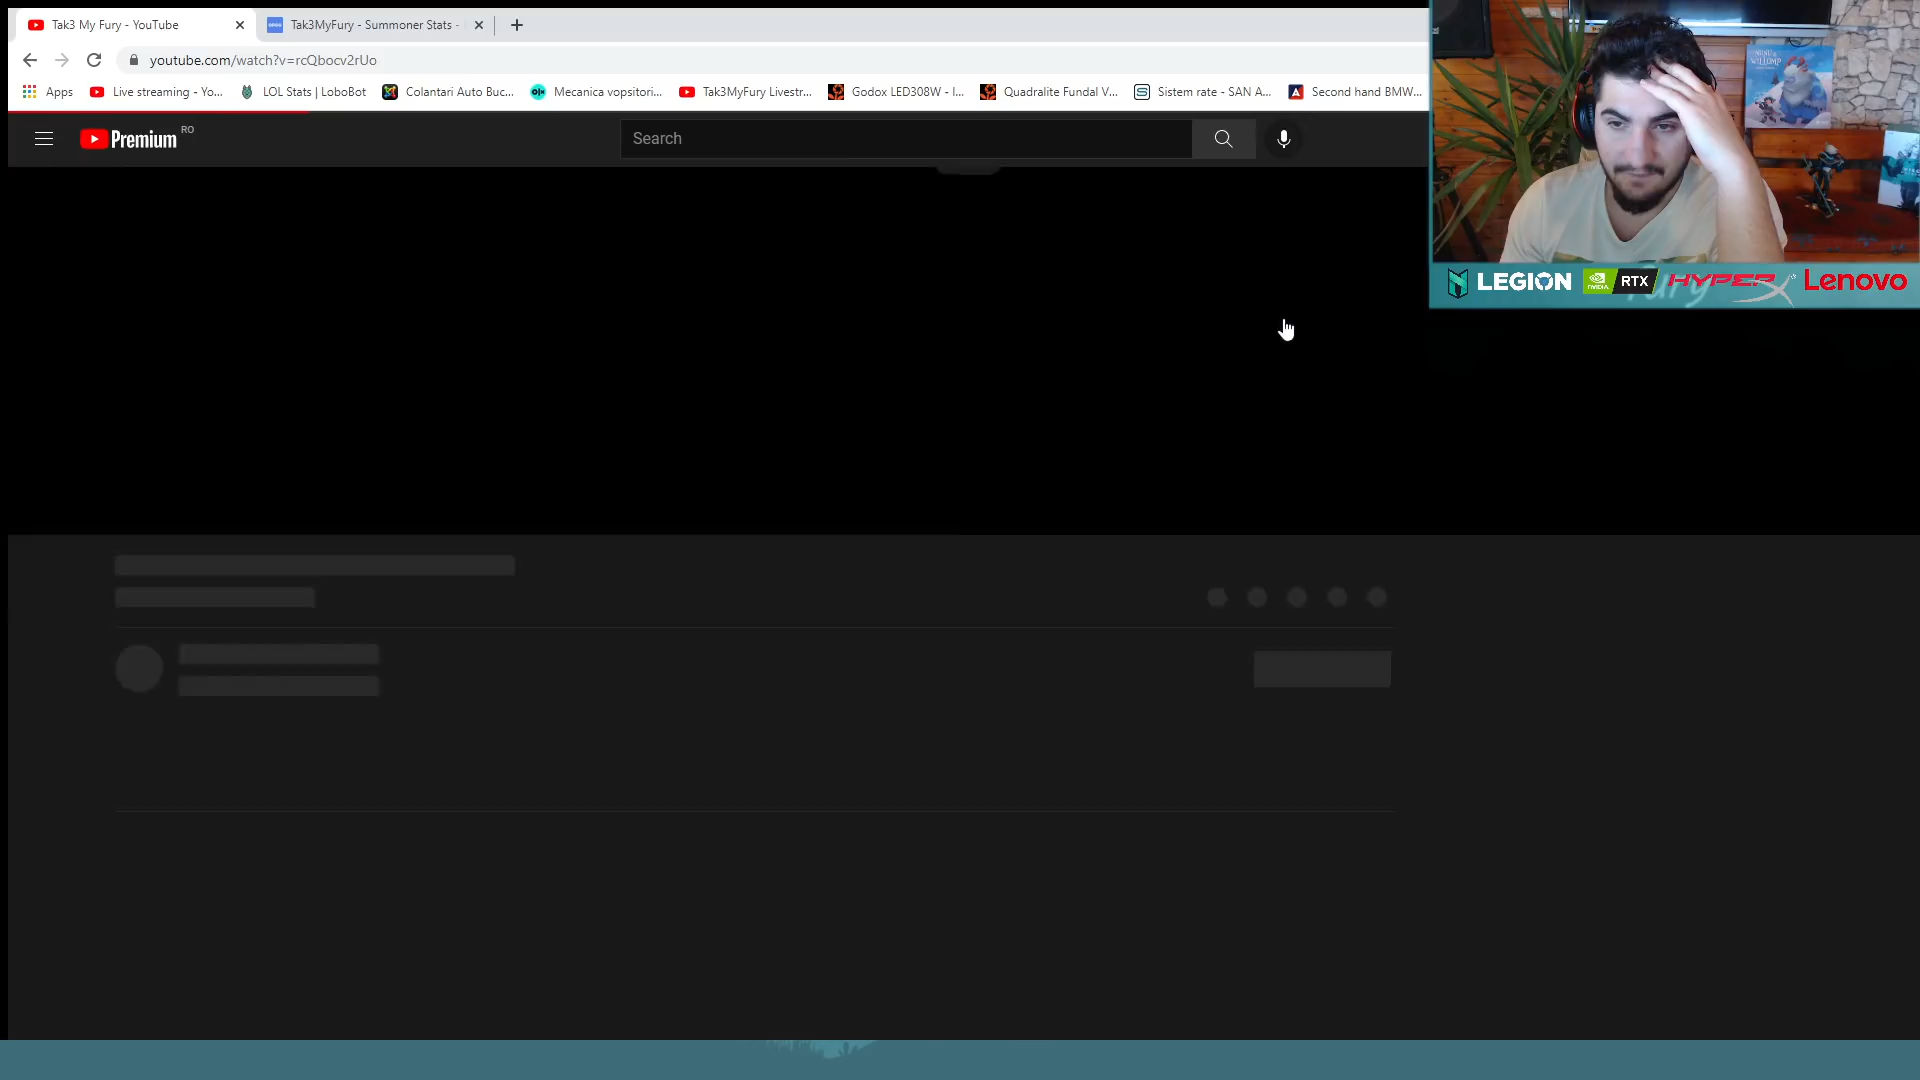 Tak3 My Fury - YouTube
Tak3MyFury - Summoner Stats -
youtube.com/watch?v=rcQbocv2rUo
Apps
Live streaming - Yo...
LOL Stats | LoboBot
Colantari Auto Buc...
Mecanica vopsitori...
Tak3MyFury Livestr...
Godox LED308W - I...
Quadralite Fundal V...
Sistem rate - SAN A...
Second hand BMW...
Premium RO
Search
LEGION
NVIDIA RTX
HYPERX
Lenovo